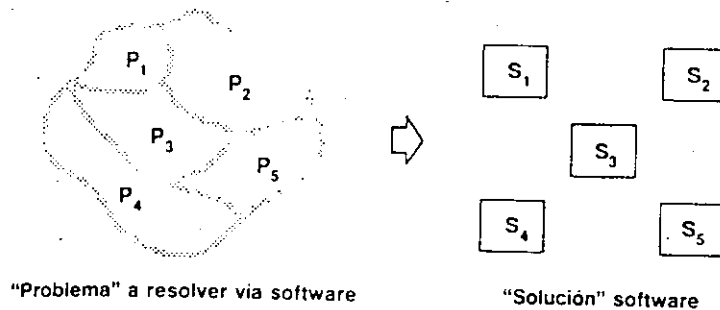 P₁
P₂
P₃
P₄
P₅
S₁
S₂
S₃
S₄
S₅
"Problema" a resolver via software
"Solución" software